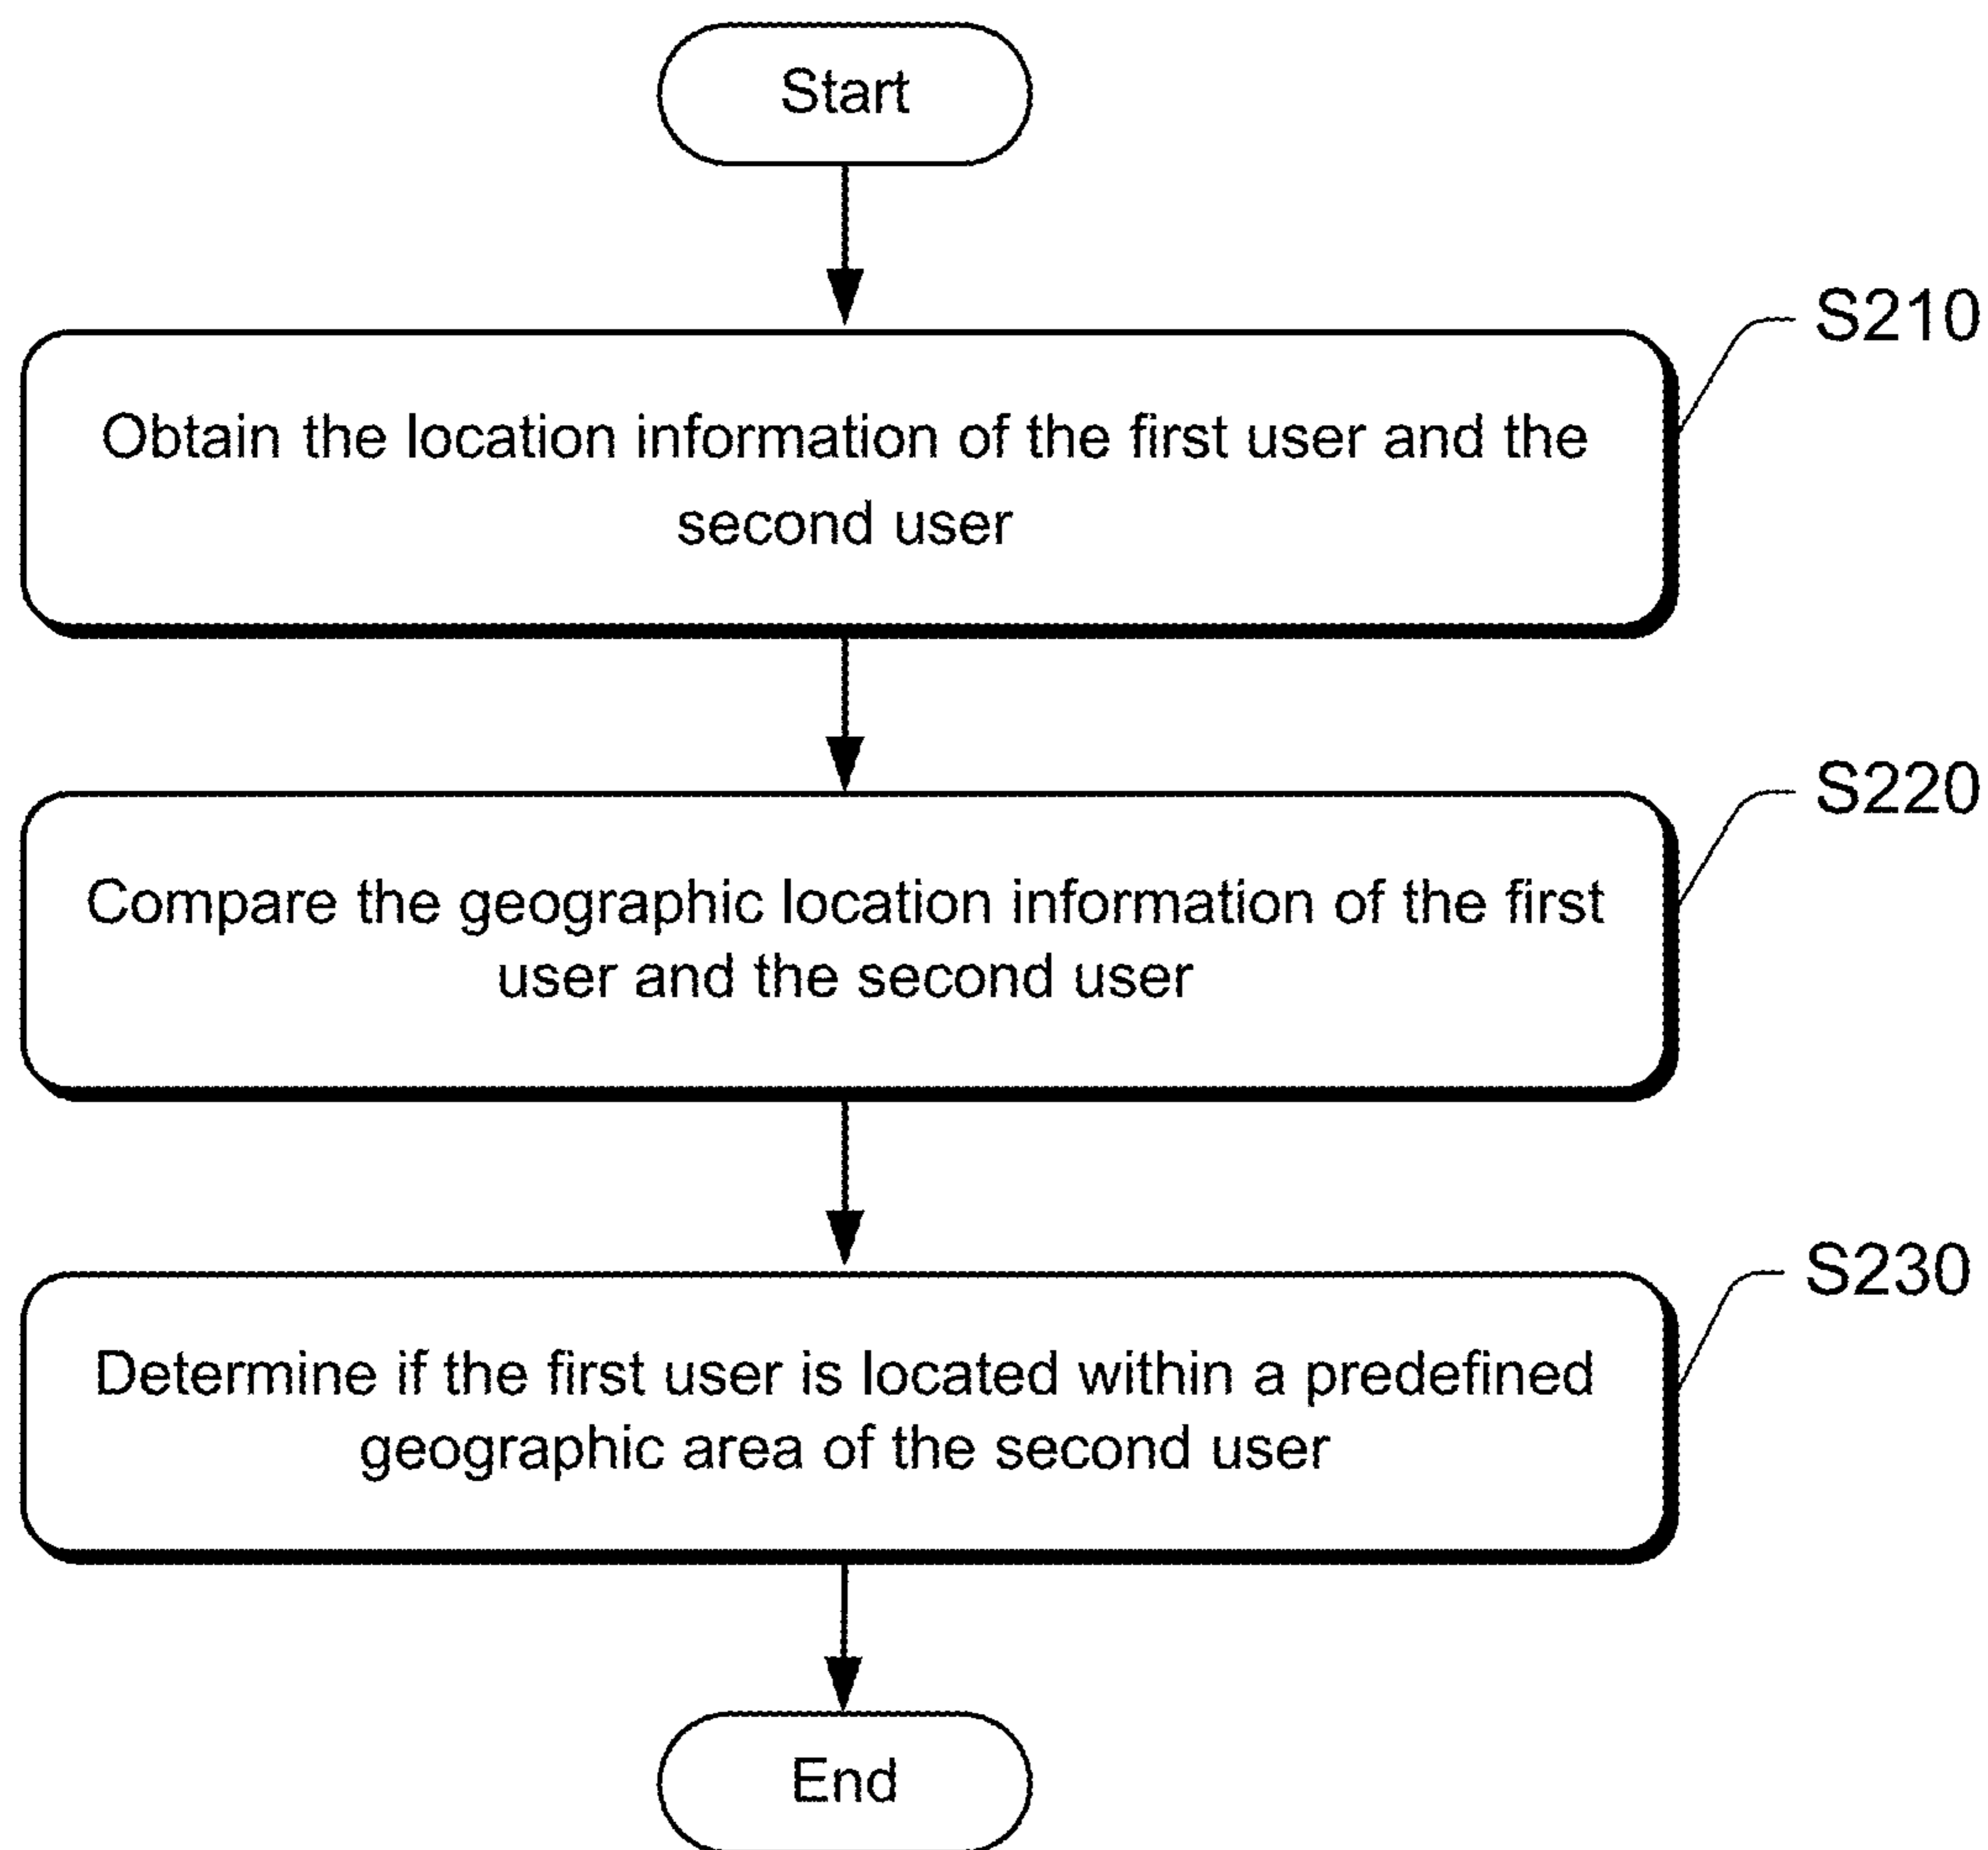 Start
S210
Obtain the location information of the first user and the
second user
S220
Compare the geographic location information of the first
user and the second user
S230
Determine if the first user is located within a predefined
geographic area of the second user
End